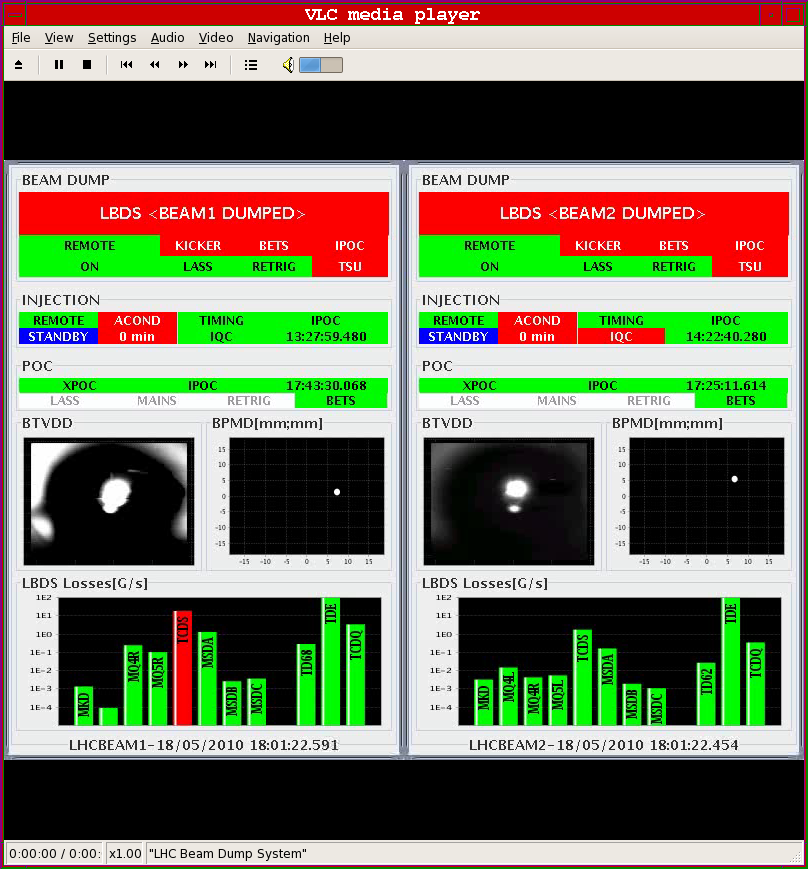 VLC media player
File View Settings Audio Video Navigation Help
BEAM DUMP
LBDS <BEAM1 DUMPED>
REMOTE KICKER BETS IPOC
ON LASS RETRIG TSU
INJECTION
REMOTE ACOND TIMING IPOC
STANDBY 0 min IQC 13:27:59.480
POC
XPOC IPOC 17:43:30.068
LASS MAINS RETRIG BETS
BTVDD BPMD[mm;mm]
15
10
5
0
-5
-10
-15
-15 -10 -5 0 5 10 15
LBDS Losses[G/s]
1E2
1E1
1E0
1E-1
1E-2
1E-3
1E-4
MKD MQ4R MQ5R TCDS MSDA MSDB MSDC TD68 TDE TCDQ
LHCBEAM1-18/05/2010 18:01:22.591
BEAM DUMP
LBDS <BEAM2 DUMPED>
REMOTE KICKER BETS IPOC
ON LASS RETRIG TSU
INJECTION
REMOTE ACOND TIMING IPOC
STANDBY 0 min IQC 14:22:40.280
POC
XPOC IPOC 17:25:11.614
LASS MAINS RETRIG BETS
BTVDD BPMD[mm;mm]
15
10
5
0
-5
-10
-15
-15 -10 -5 0 5 10 15
LBDS Losses[G/s]
1E2
1E1
1E0
1E-1
1E-2
1E-3
1E-4
MKD MQ4L MQ4R MQ5L TCDS MSDA MSDB MSDC TD62 TDE TCDQ
LHCBEAM2-18/05/2010 18:01:22.454
0:00:00 / 0:00: x1.00 "LHC Beam Dump System"